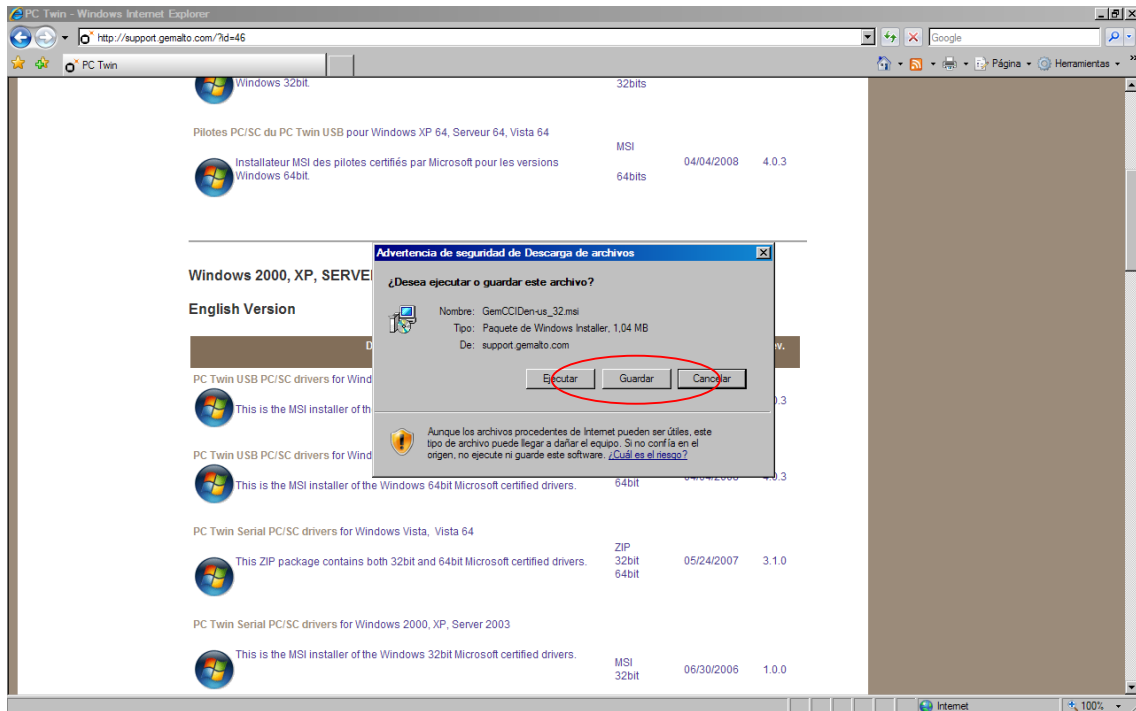 PC Twin - Windows Internet Explorer
http://support.gemalto.com/?id=46
Google
PC Twin
Página
Herramientas
Windows 32bit.
32bits
Pilotes PC/SC du PC Twin USB pour Windows XP 64, Serveur 64, Vista 64
Installateur MSI des pilotes certifiés par Microsoft pour les versions
Windows 64bit.
MSI
64bits
04/04/2008
4.0.3
Windows 2000, XP, SERVE
English Version
PC Twin USB PC/SC drivers for Wind
This is the MSI installer of th
PC Twin USB PC/SC drivers for Wind
This is the MSI installer of the Windows 64bit Microsoft certified drivers.
64bit
PC Twin Serial PC/SC drivers for Windows Vista, Vista 64
This ZIP package contains both 32bit and 64bit Microsoft certified drivers.
ZIP
32bit
64bit
05/24/2007
3.1.0
PC Twin Serial PC/SC drivers for Windows 2000, XP, Server 2003
This is the MSI installer of the Windows 32bit Microsoft certified drivers.
MSI
32bit
06/30/2006
1.0.0
Advertencia de seguridad de Descarga de archivos
¿Desea ejecutar o guardar este archivo?
Nombre: GemCCIDen-us_32.msi
Tipo: Paquete de Windows Installer, 1,04 MB
De: support.gemalto.com
Ejecutar
Guardar
Cancelar
Aunque los archivos procedentes de Internet pueden ser útiles, este
tipo de archivo puede llegar a dañar el equipo. Si no confía en el
origen, no ejecute ni guarde este software. ¿Cuál es el riesgo?
Internet
100%